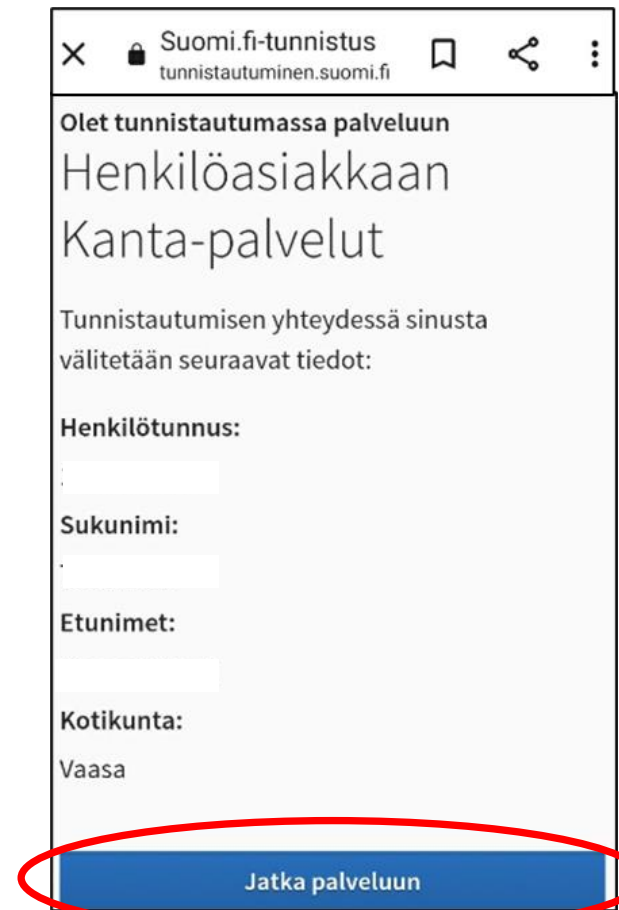 Suomi.fi-tunnistus
tunnistautuminen.suomi.fi
Olet tunnistautumassa palveluun
Henkilöasiakkaan
Kanta-palvelut
Tunnistautumisen yhteydessä sinusta
välitetään seuraavat tiedot:
Henkilötunnus:
Sukunimi:
Etunimet:
Kotikunta:
Vaasa
Jatka palveluun